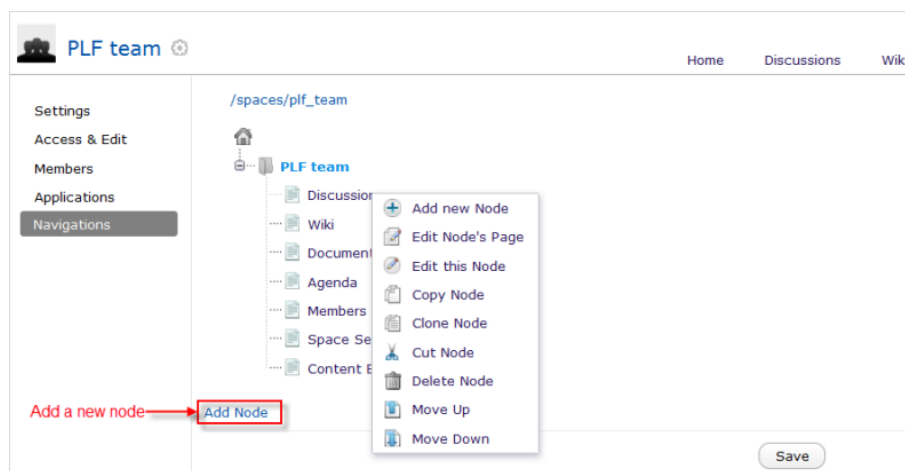 PLF team
Home Discussions Wik
Settings
Access & Edit
Members
Applications
Navigations
/spaces/plf_team
PLF team
Discussion
Wiki
Document
Agenda
Members
Space Se
Content E
Add new Node
Edit Node's Page
Edit this Node
Copy Node
Clone Node
Cut Node
Delete Node
Move Up
Move Down
Add a new node
Add Node
Save